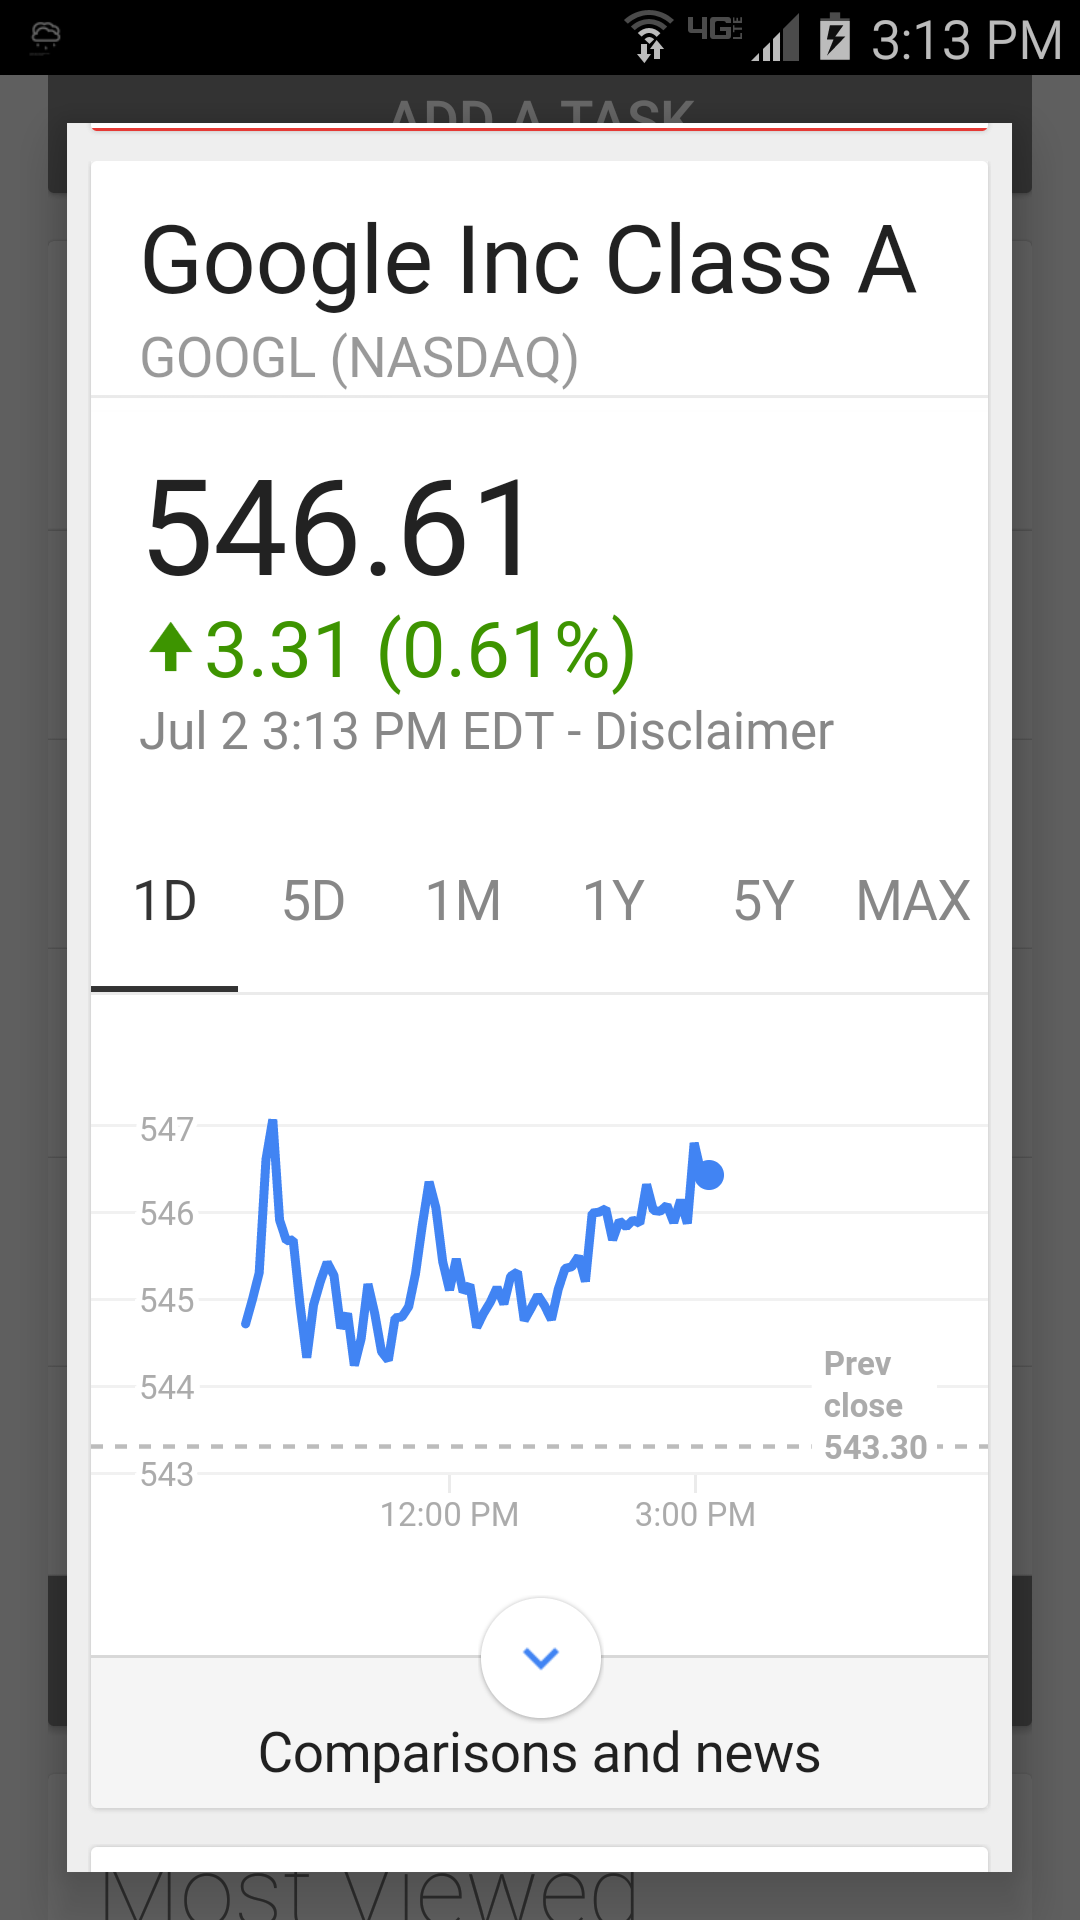 4G LTE 3:13 PM
ADD A TASK
Google Inc Class A
GOOGL (NASDAQ)
546.61
3.31 (0.61%)
Jul 2 3:13 PM EDT - Disclaimer
1D 5D 1M 1Y 5Y MAX
547
546
545
544
Prev
close
543.30
543
12:00 PM 3:00 PM
Comparisons and news
Most Viewed